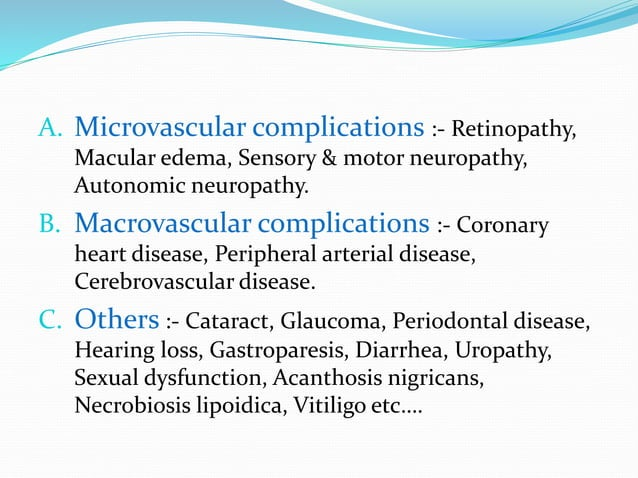 A. Microvascular complications :- Retinopathy,
Macular edema, Sensory & motor neuropathy,
Autonomic neuropathy.
B. Macrovascular complications :- Coronary
heart disease, Peripheral arterial disease,
Cerebrovascular disease.
C. Others :- Cataract, Glaucoma, Periodontal disease,
Hearing loss, Gastroparesis, Diarrhea, Uropathy,
Sexual dysfunction, Acanthosis nigricans,
Necrobiosis lipoidica, Vitiligo etc....